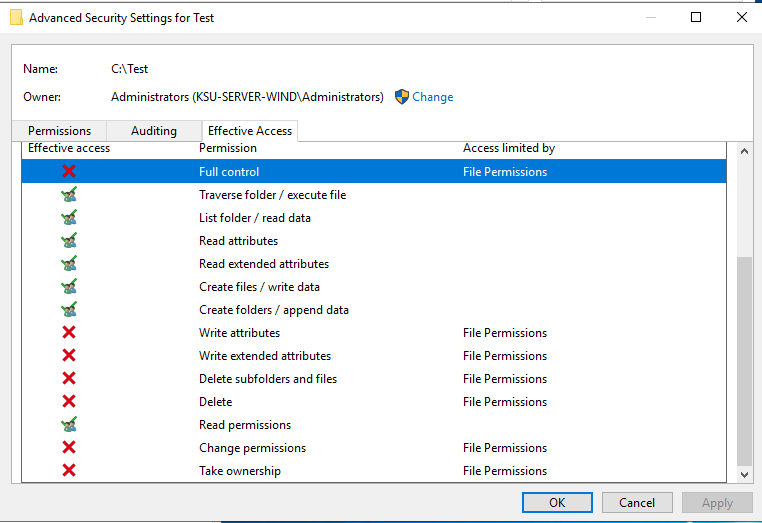 Advanced Security Settings for Test
Name: C:\Test
Owner: Administrators (KSU-SERVER-WIND\Administrators) Change
Permissions Auditing Effective Access
Effective access Permission Access limited by
Full control File Permissions
Traverse folder / execute file
List folder / read data
Read attributes
Read extended attributes
Create files / write data
Create folders / append data
Write attributes File Permissions
Write extended attributes File Permissions
Delete subfolders and files File Permissions
Delete File Permissions
Read permissions
Change permissions File Permissions
Take ownership File Permissions
OK Cancel Apply